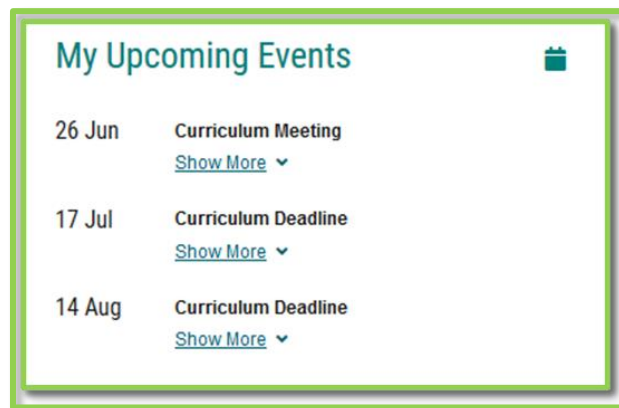 My Upcoming Events
26 Jun Curriculum Meeting
Show More
17 Jul Curriculum Deadline
Show More
14 Aug Curriculum Deadline
Show More